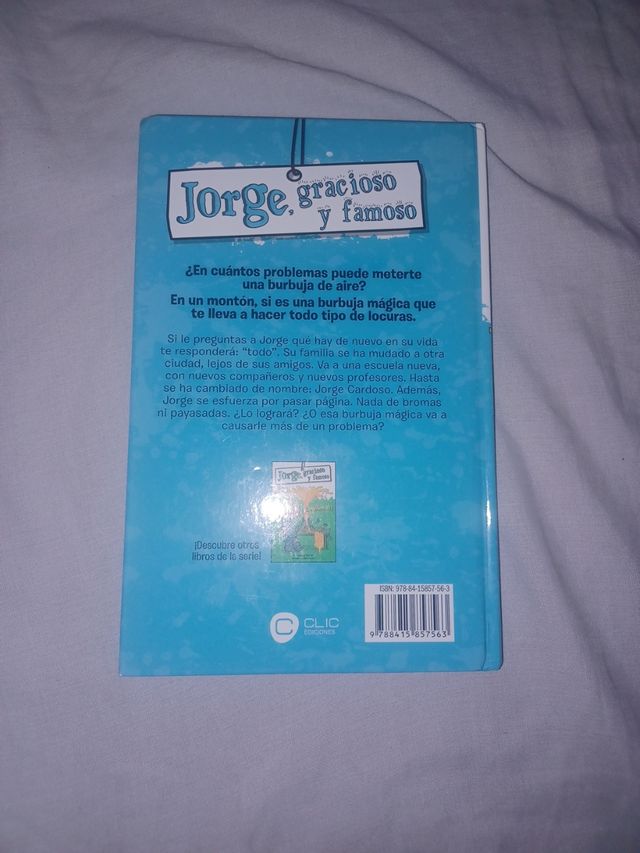 Jorge, gracioso
y famoso
¿En cuántos problemas puede meterte
una burbuja de aire?
En un montón, si es una burbuja mágica que
te lleva a hacer todo tipo de locuras.
Si le preguntas a Jorge qué hay de nuevo en su vida
te responderá: “todo”. Su familia se ha mudado a otra
ciudad, lejos de sus amigos. Va a una escuela nueva,
con nuevos compañeros y nuevos profesores. Hasta
se ha cambiado de nombre: Jorge Cardoso. Además,
Jorge se esfuerza por pasar página. Nada de bromas
ni payasadas. ¿Lo logrará? ¿O esa burbuja mágica va a
causarle más de un problema?
Jorge, gracioso
y famoso
¡Descubre otros
libros de la serie!
C CLIC
EDICIONES
ISBN: 978-84-15857-56-3
9 788415 857563